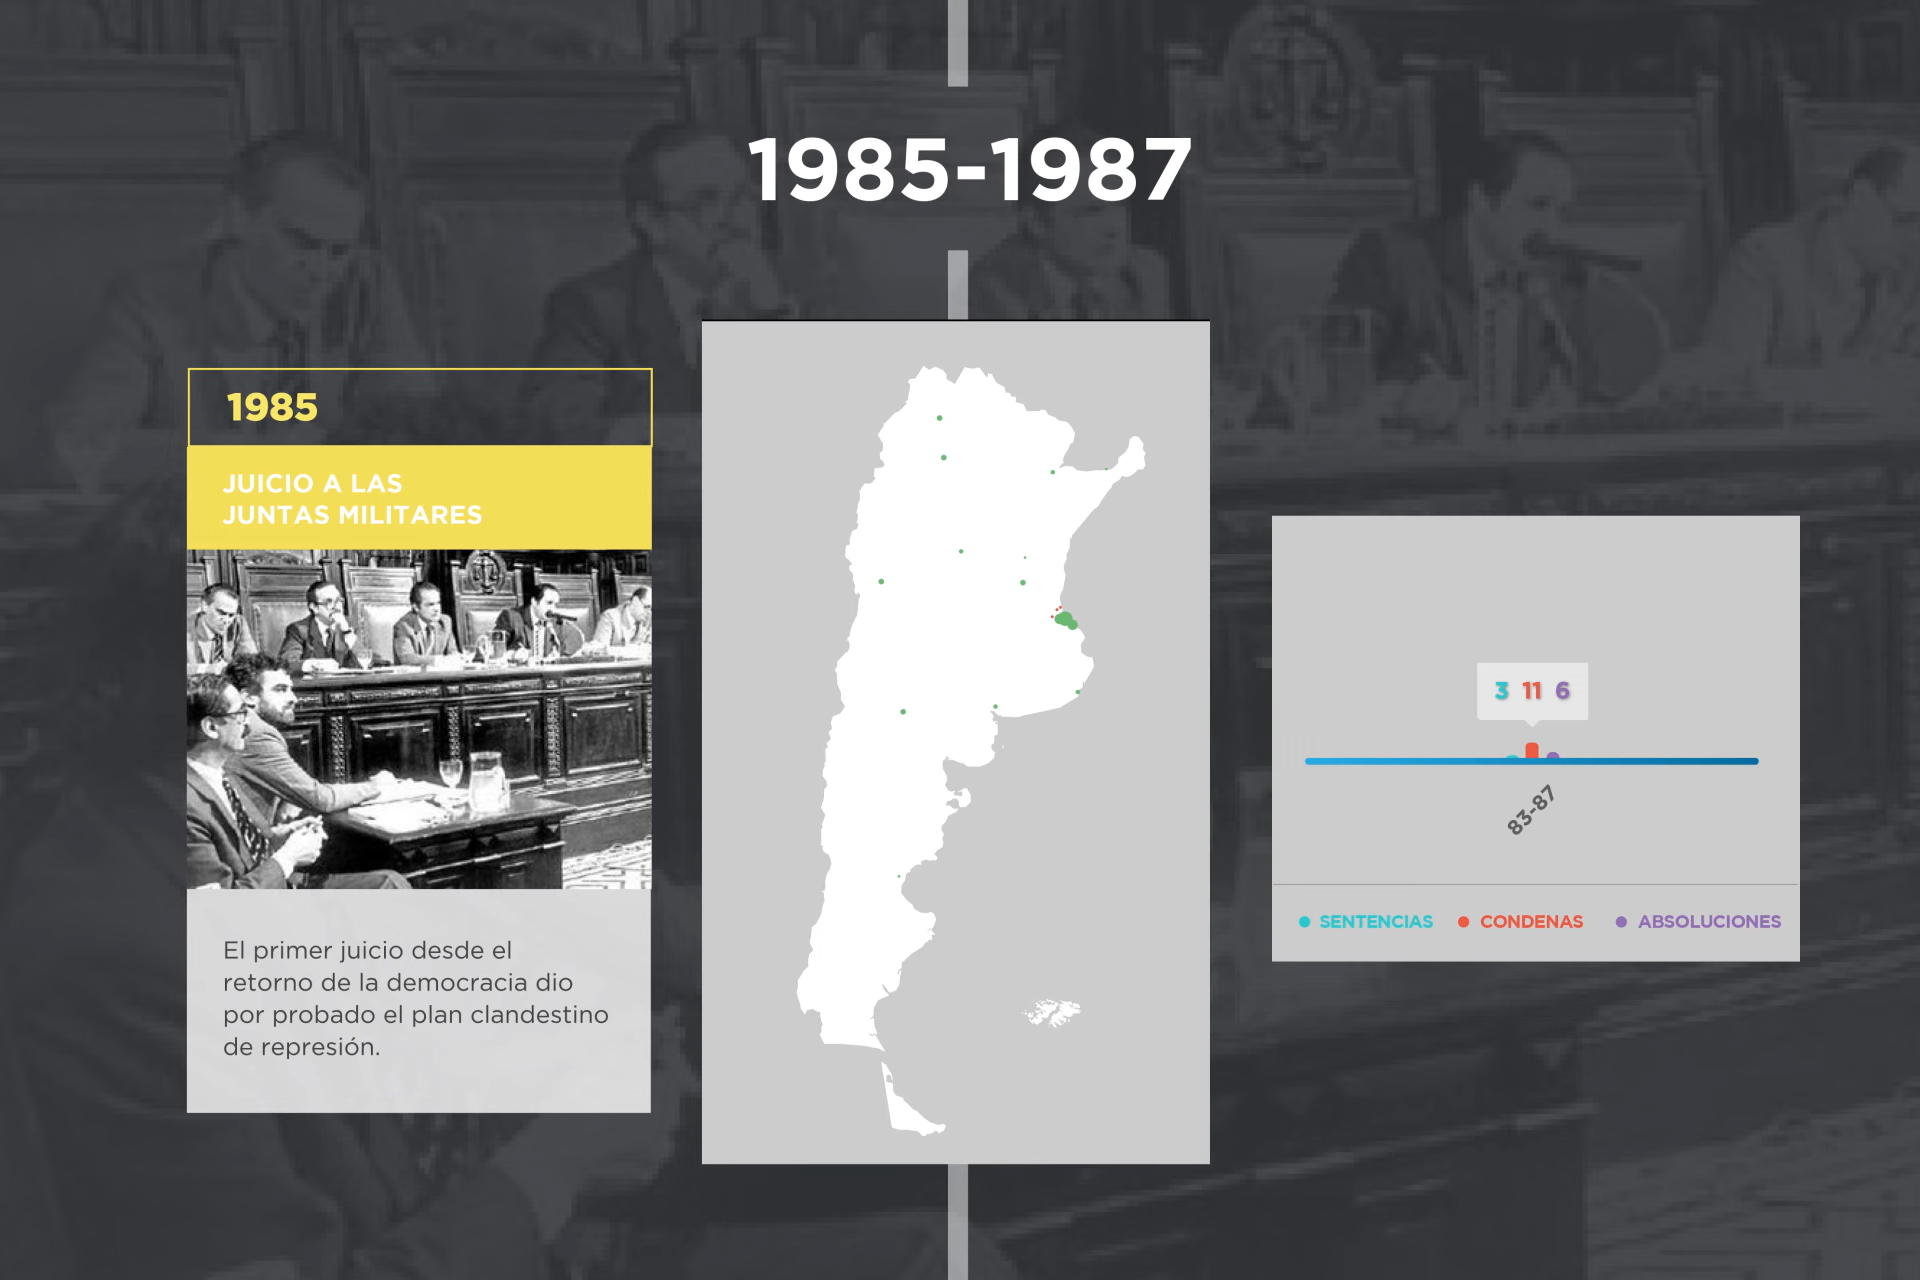 1985-1987
1985
JUICIO A LAS
JUNTAS MILITARES
El primer juicio desde el
retorno de la democracia dio
por probado el plan clandestino
de represión.
3 11 6
83-87
SENTENCIAS CONDENAS ABSOLUCIONES